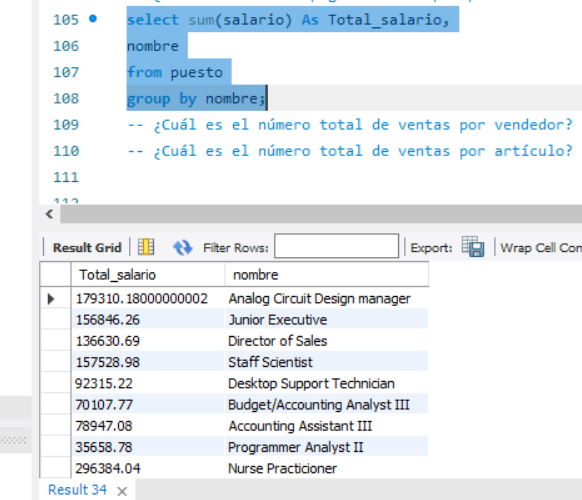 105 select sum(salario) As Total_salario,
106 nombre
107 from puesto
108 group by nombre;
109 -- ¿Cuál es el número total de ventas por vendedor?
110 -- ¿Cuál es el número total de ventas por artículo?
111
Result Grid Filter Rows: Export: Wrap Cell Con
Total_salario nombre
179310.18000000002 Analog Circuit Design manager
156846.26 Junior Executive
136630.69 Director of Sales
157528.98 Staff Scientist
92315.22 Desktop Support Technician
70107.77 Budget/Accounting Analyst III
78947.08 Accounting Assistant III
35658.78 Programmer Analyst II
296384.04 Nurse Practicioner
Result 34